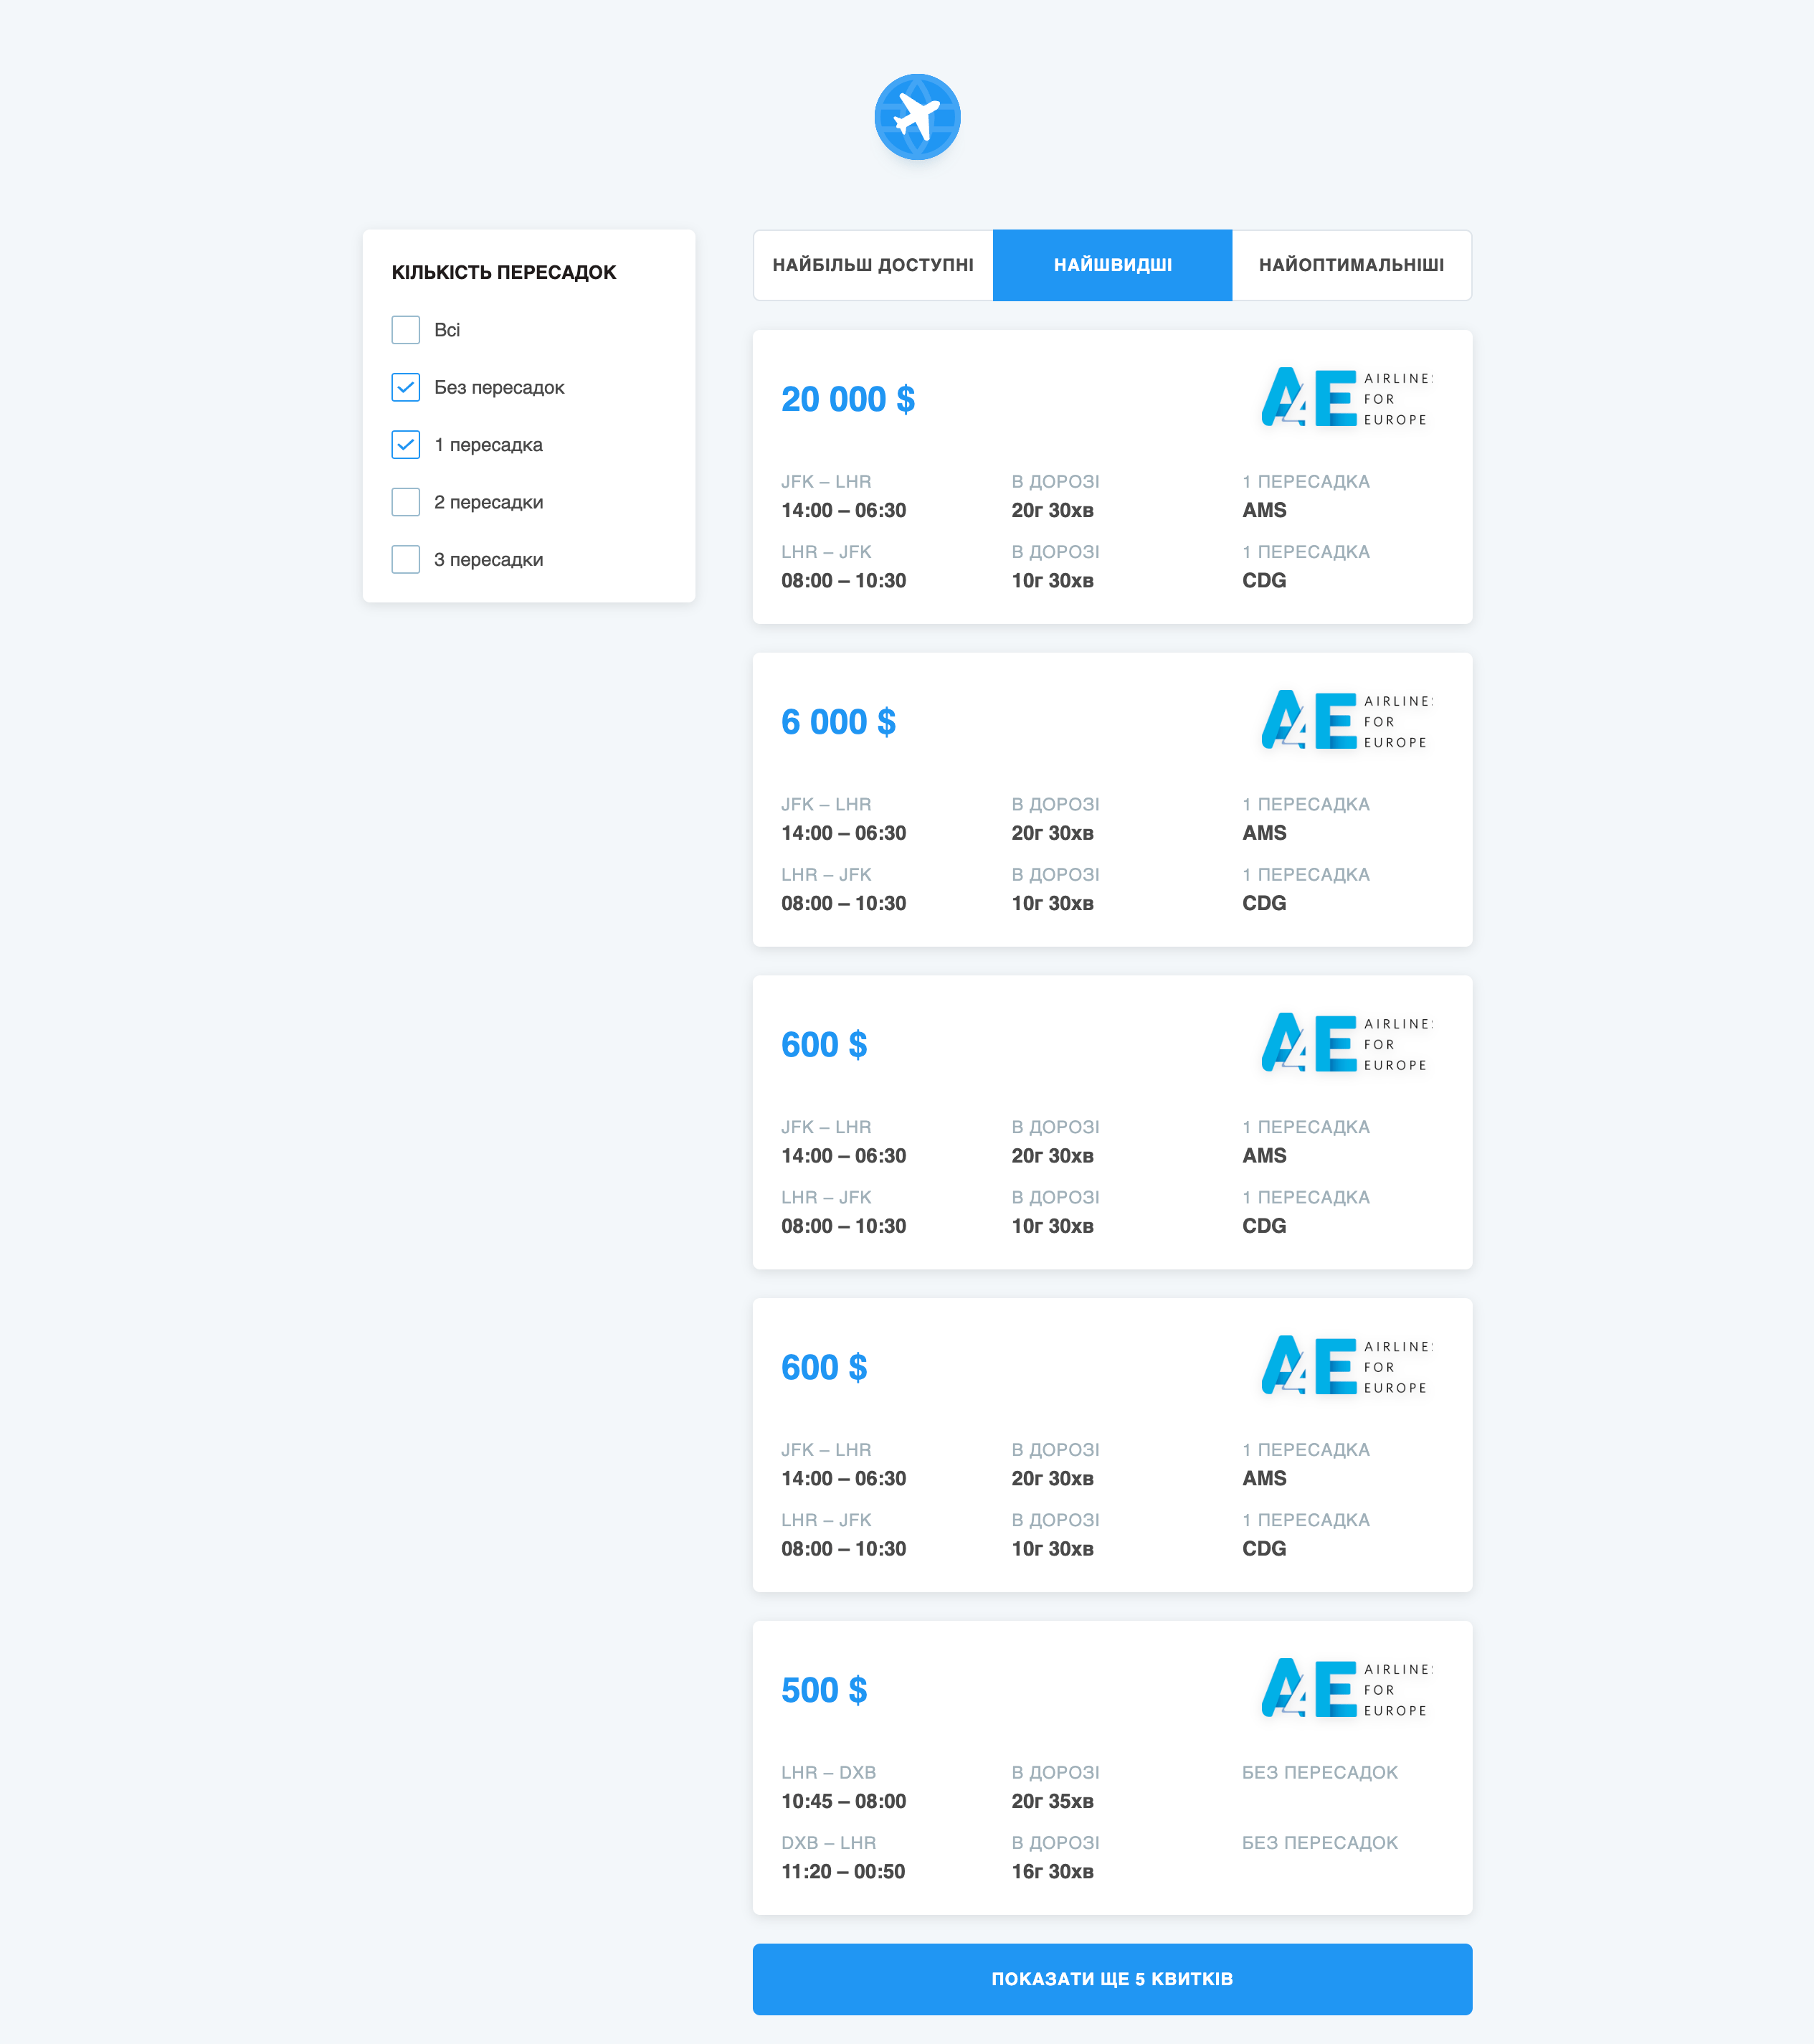 КІЛЬКІСТЬ ПЕРЕСАДОК
Всі
Без пересадок
1 пересадка
2 пересадки
3 пересадки
НАЙБІЛЬШ ДОСТУПНІ НАЙШВИДШІ НАЙОПТИМАЛЬНІШІ
20 000 $
A4E
AIRLINES
FOR
EUROPE
JFK – LHR В ДОРОЗІ 1 ПЕРЕСАДКА
14:00 – 06:30 20г 30хв AMS
LHR – JFK В ДОРОЗІ 1 ПЕРЕСАДКА
08:00 – 10:30 10г 30хв CDG
6 000 $
A4E
AIRLINES
FOR
EUROPE
JFK – LHR В ДОРОЗІ 1 ПЕРЕСАДКА
14:00 – 06:30 20г 30хв AMS
LHR – JFK В ДОРОЗІ 1 ПЕРЕСАДКА
08:00 – 10:30 10г 30хв CDG
600 $
A4E
AIRLINES
FOR
EUROPE
JFK – LHR В ДОРОЗІ 1 ПЕРЕСАДКА
14:00 – 06:30 20г 30хв AMS
LHR – JFK В ДОРОЗІ 1 ПЕРЕСАДКА
08:00 – 10:30 10г 30хв CDG
600 $
A4E
AIRLINES
FOR
EUROPE
JFK – LHR В ДОРОЗІ 1 ПЕРЕСАДКА
14:00 – 06:30 20г 30хв AMS
LHR – JFK В ДОРОЗІ 1 ПЕРЕСАДКА
08:00 – 10:30 10г 30хв CDG
500 $
A4E
AIRLINES
FOR
EUROPE
LHR – DXB В ДОРОЗІ БЕЗ ПЕРЕСАДОК
10:45 – 08:00 20г 35хв
DXB – LHR В ДОРОЗІ БЕЗ ПЕРЕСАДОК
11:20 – 00:50 16г 30хв
ПОКАЗАТИ ЩЕ 5 КВИТКІВ